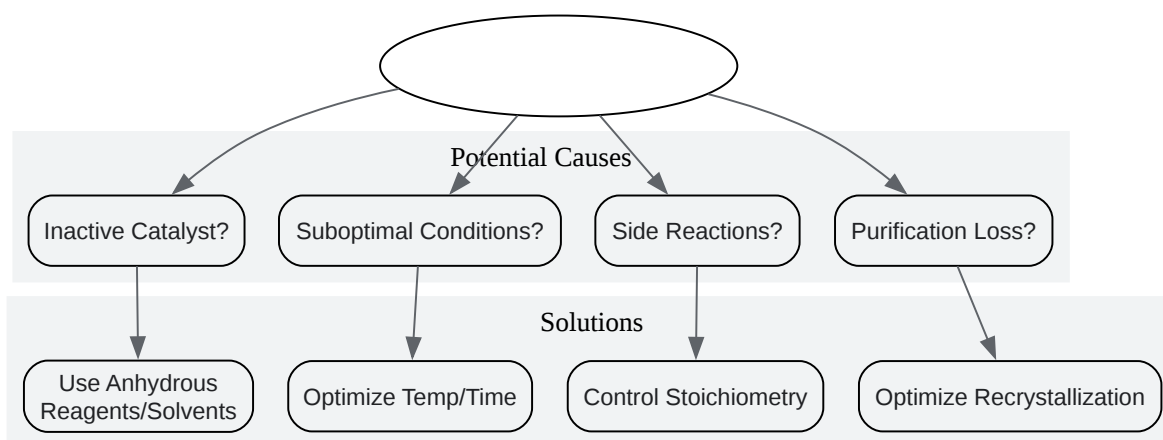 Potential Causes
Inactive Catalyst?
Suboptimal Conditions?
Side Reactions?
Purification Loss?
Solutions
Use Anhydrous
Reagents/Solvents
Optimize Temp/Time
Control Stoichiometry
Optimize Recrystallization